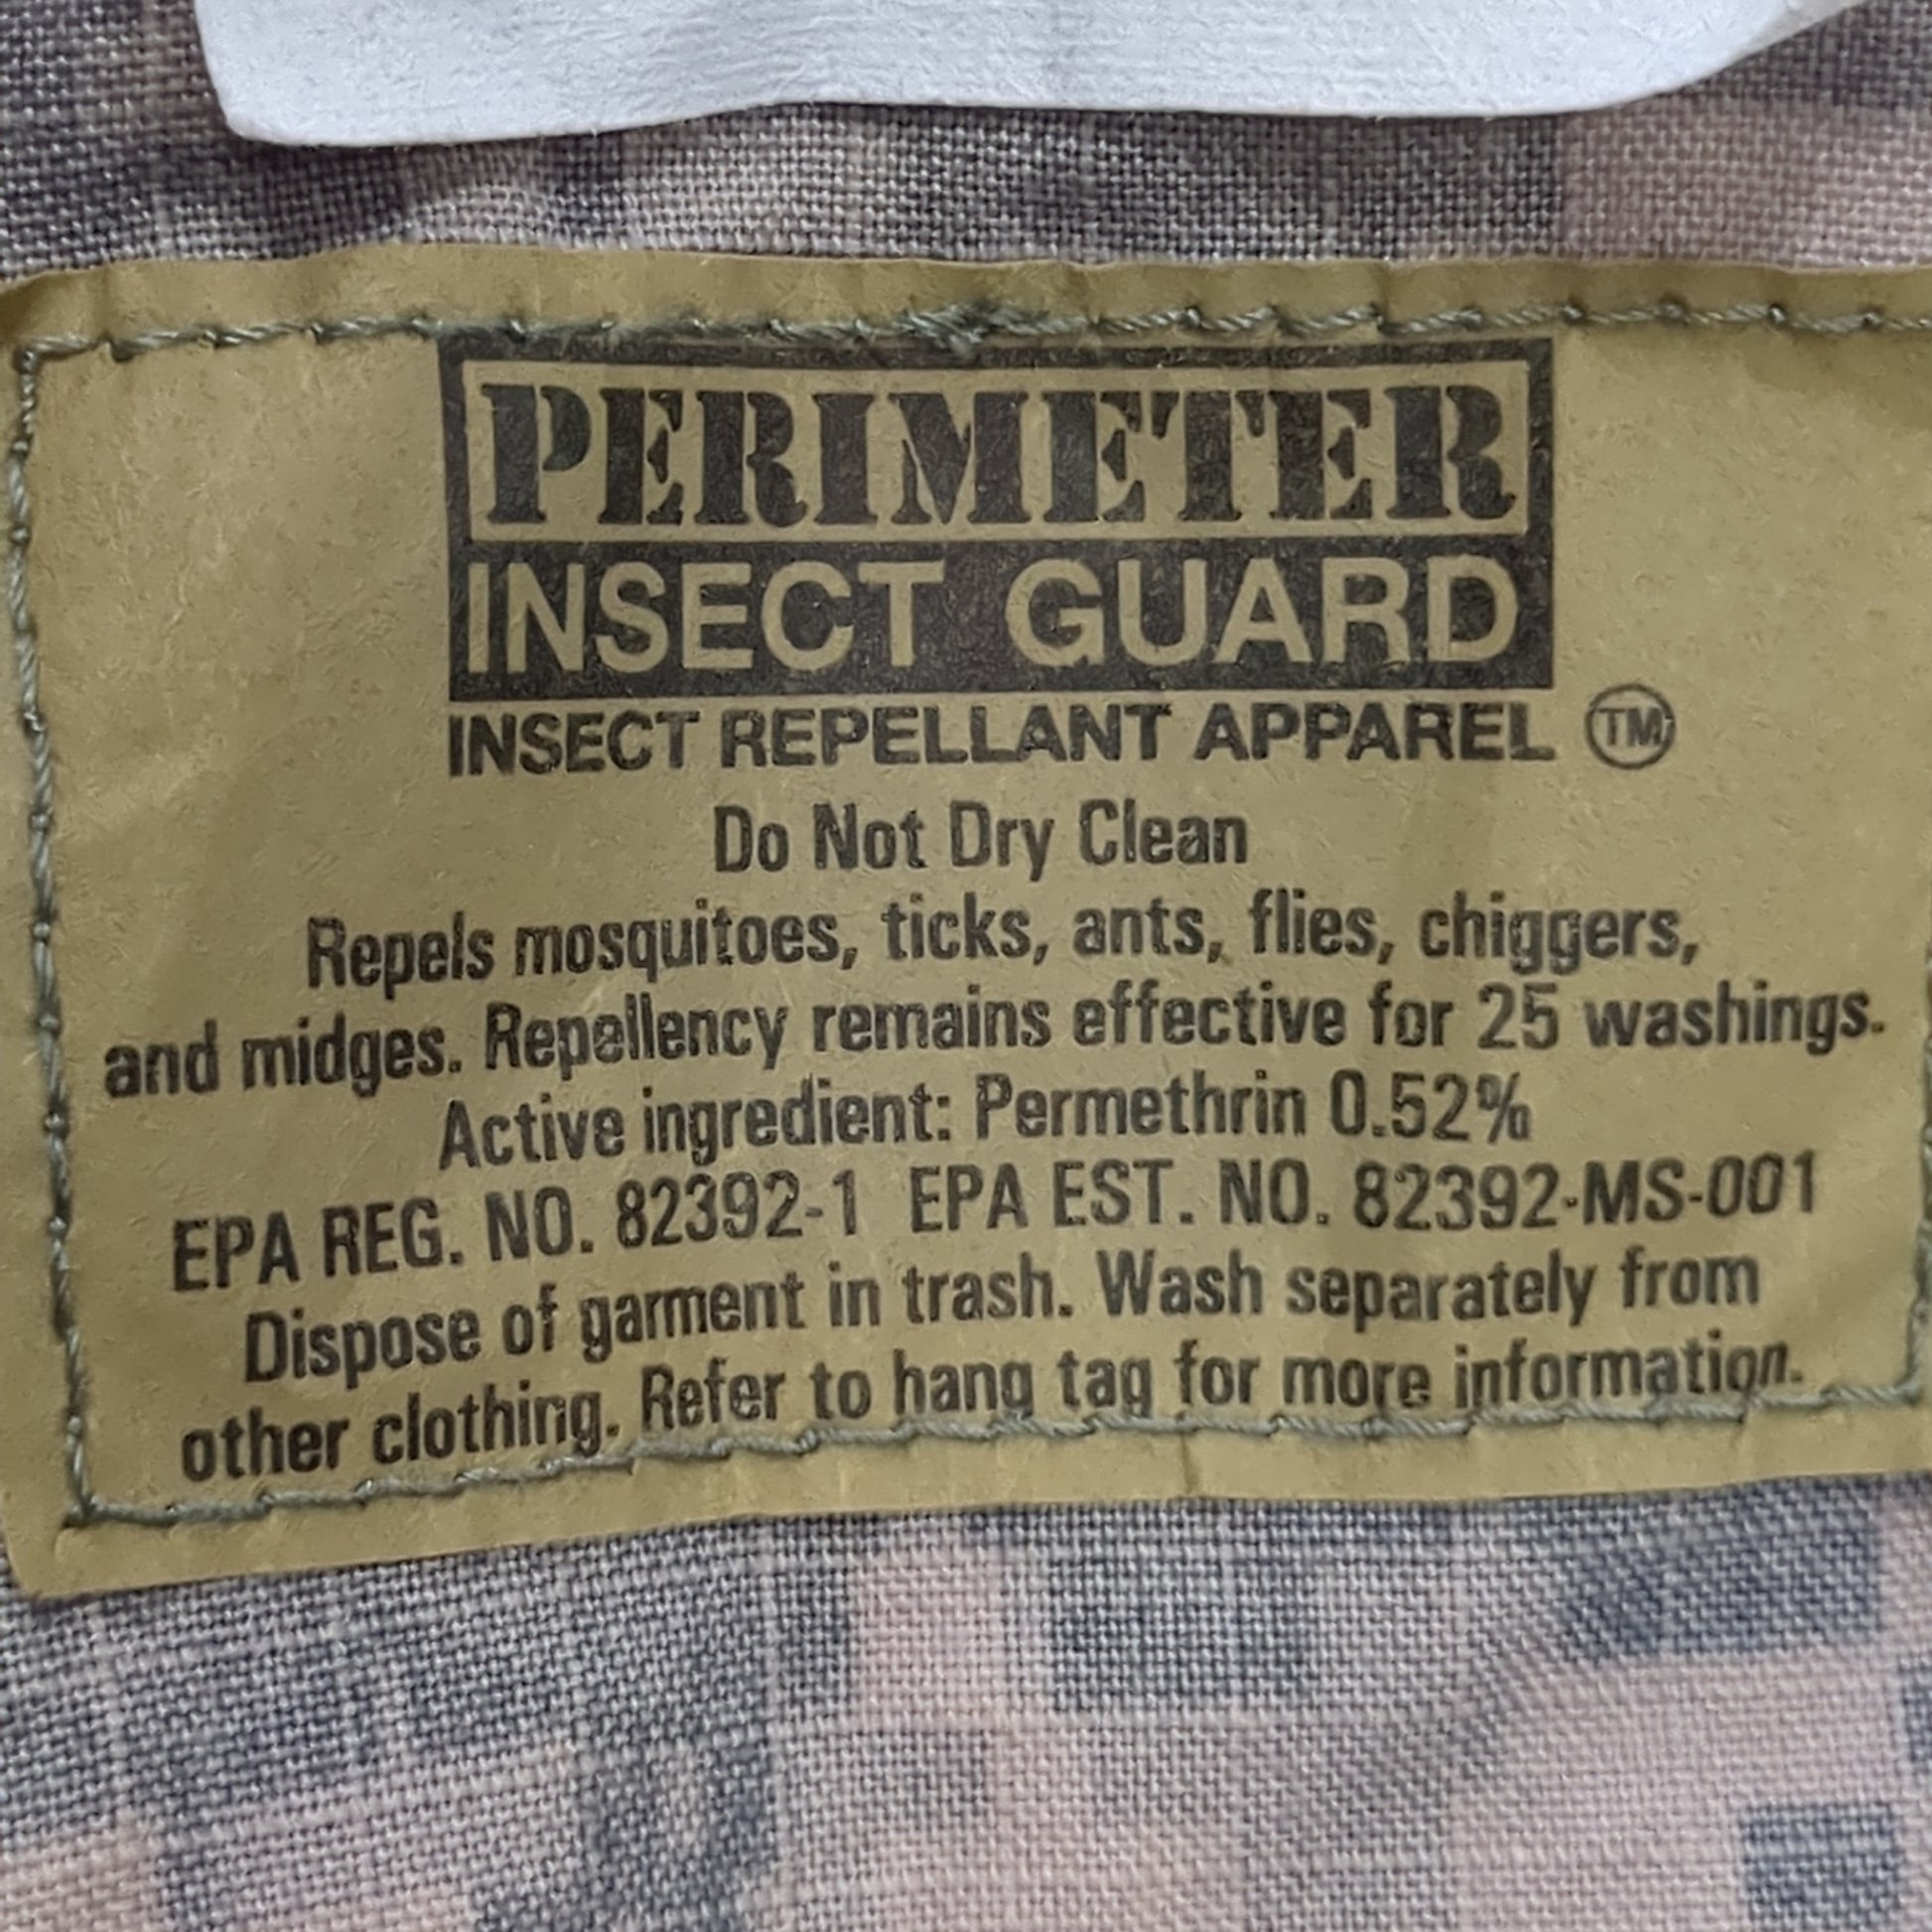 PERIMETER
INSECT GUARD
INSECT REPELLANT APPAREL TM
Do Not Dry Clean
Repels mosquitoes, ticks, ants, flies, chiggers,
and midges. Repellency remains effective for 25 washings.
Active ingredient: Permethrin 0.52%
EPA REG. NO. 82392-1 EPA EST. NO. 82392-MS-001
Dispose of garment in trash. Wash separately from
other clothing. Refer to hang tag for more information.